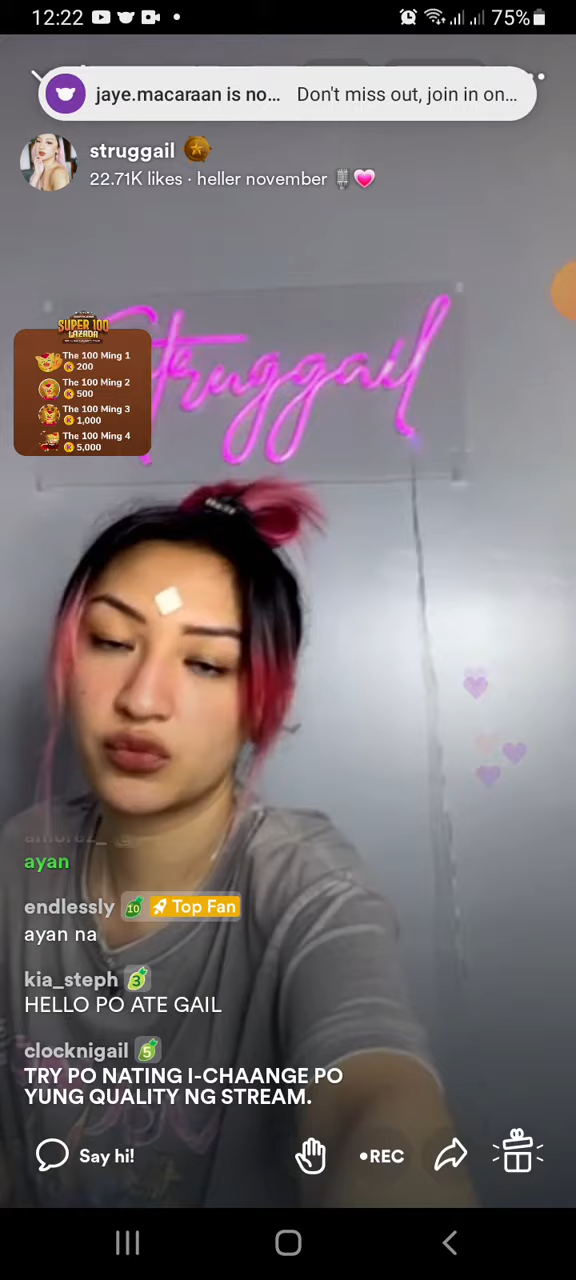 12:22
75%
jaye.macaraan is no... Don't miss out, join in on...
struggail
22.71K likes · heller november
Struggail
SUPER 100
LAZADA
The 100 Ming 1
200
The 100 Ming 2
500
The 100 Ming 3
1,000
The 100 Ming 4
5,000
amorez_
ayan
endlessly 10 Top Fan
ayan na
kia_steph 3
HELLO PO ATE GAIL
clocknigail 5
TRY PO NATING I-CHAANGE PO
YUNG QUALITY NG STREAM.
Say hi!
•REC